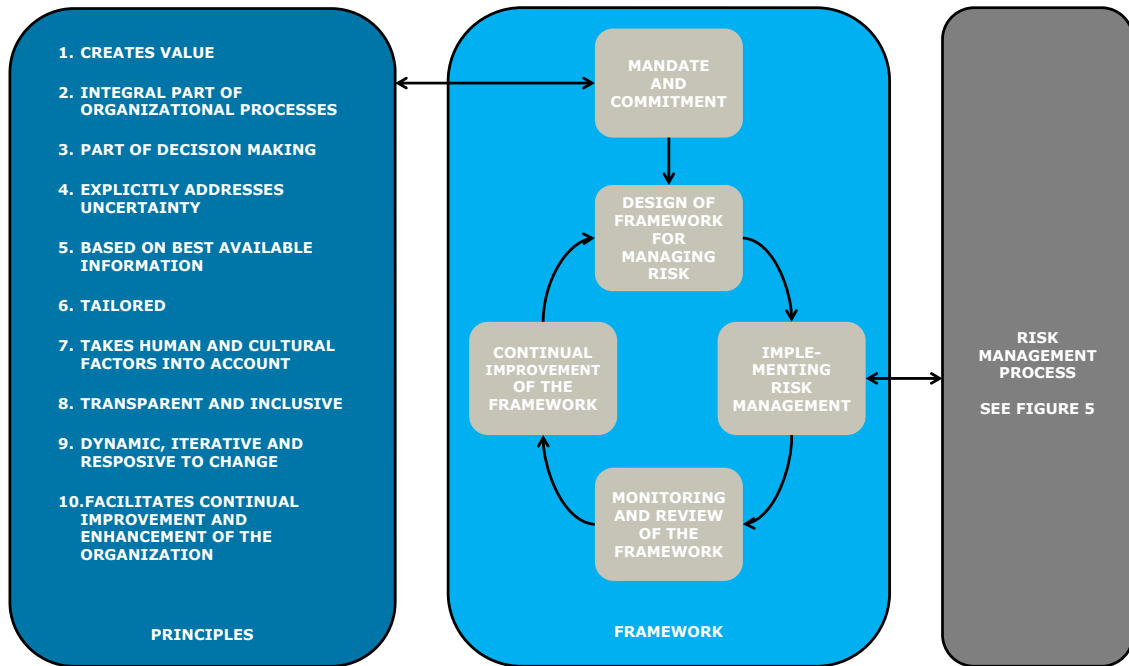 1. CREATES VALUE
2. INTEGRAL PART OF
ORGANIZATIONAL PROCESSES
3. PART OF DECISION MAKING
4. EXPLICITLY ADDRESSES
UNCERTAINTY
5. BASED ON BEST AVAILABLE
INFORMATION
6. TAILORED
7. TAKES HUMAN AND CULTURAL
FACTORS INTO ACCOUNT
8. TRANSPARENT AND INCLUSIVE
9. DYNAMIC, ITERATIVE AND
RESPOSIVE TO CHANGE
10.FACILITATES CONTINUAL
IMPROVEMENT AND
ENHANCEMENT OF THE
ORGANIZATION
PRINCIPLES
MANDATE
AND
COMMITMENT
DESIGN OF
FRAMEWORK
FOR
MANAGING
RISK
CONTINUAL
IMPROVEMENT
OF THE
FRAMEWORK
IMPLE-
MENTING
RISK
MANAGEMENT
MONITORING
AND REVIEW
OF THE
FRAMEWORK
FRAMEWORK
RISK
MANAGEMENT
PROCESS
SEE FIGURE 5